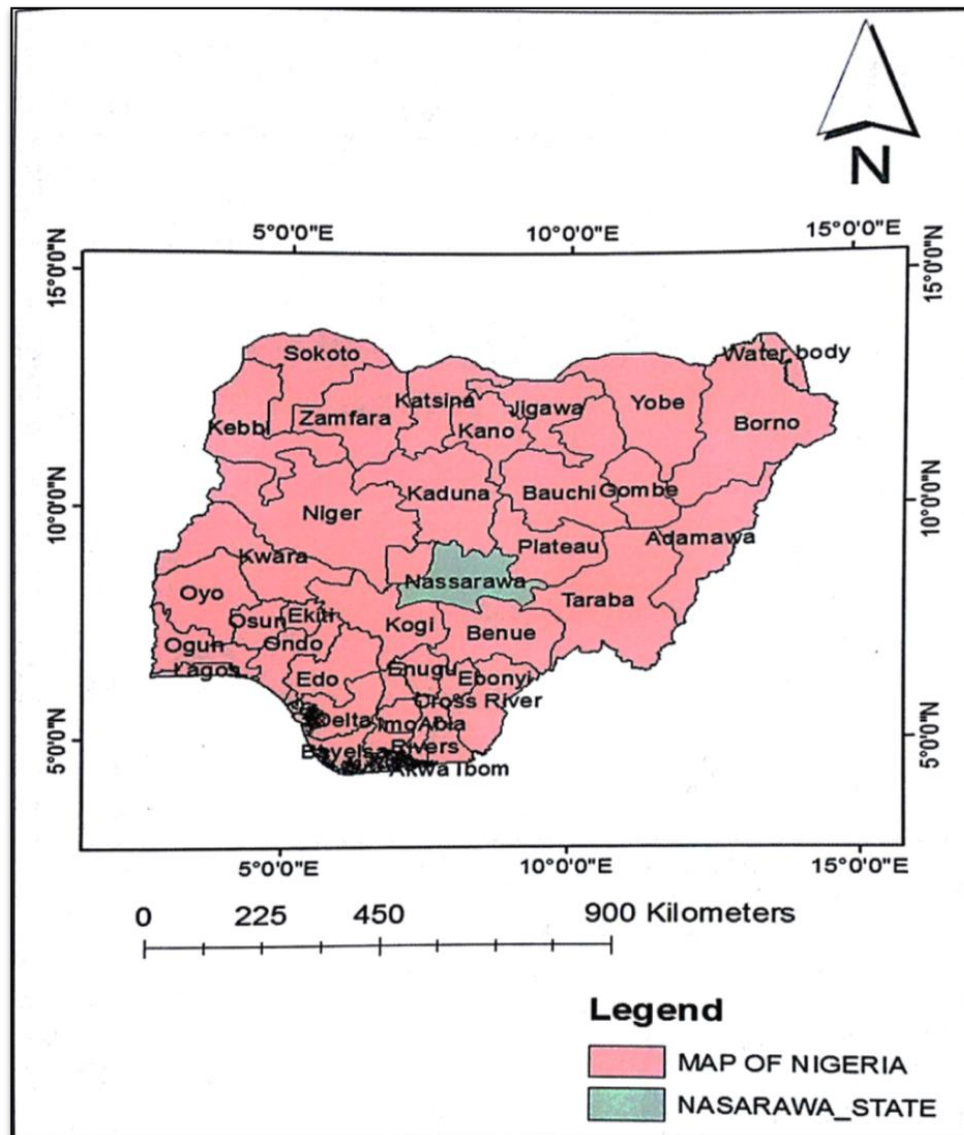 N
5°0'0"E 10°0'0"E 15°0'0"E
15°0'0"N 15°0'0"N
Sokoto
Water body
Katsina
Jigawa
Yobe
Zamfara
Kebbi
Kano
Borno
Kaduna
Bauchi
Gombe
10°0'0"N 10°0'0"N
Niger
Adamawa
Plateau
Kwara
Nassarawa
Oyo
Taraba
Osun
Ekiti
Kogi
Benue
Ogun
Ondo
Lagos
Edo
Enugu
Ebonyi
Cross River
Delta
Imo
Abia
5°0'0"N 5°0'0"N
Bayelsa
Rivers
Akwa Ibom
5°0'0"E 10°0'0"E 15°0'0"E
0 225 450 900 Kilometers
Legend
MAP OF NIGERIA
NASARAWA_STATE